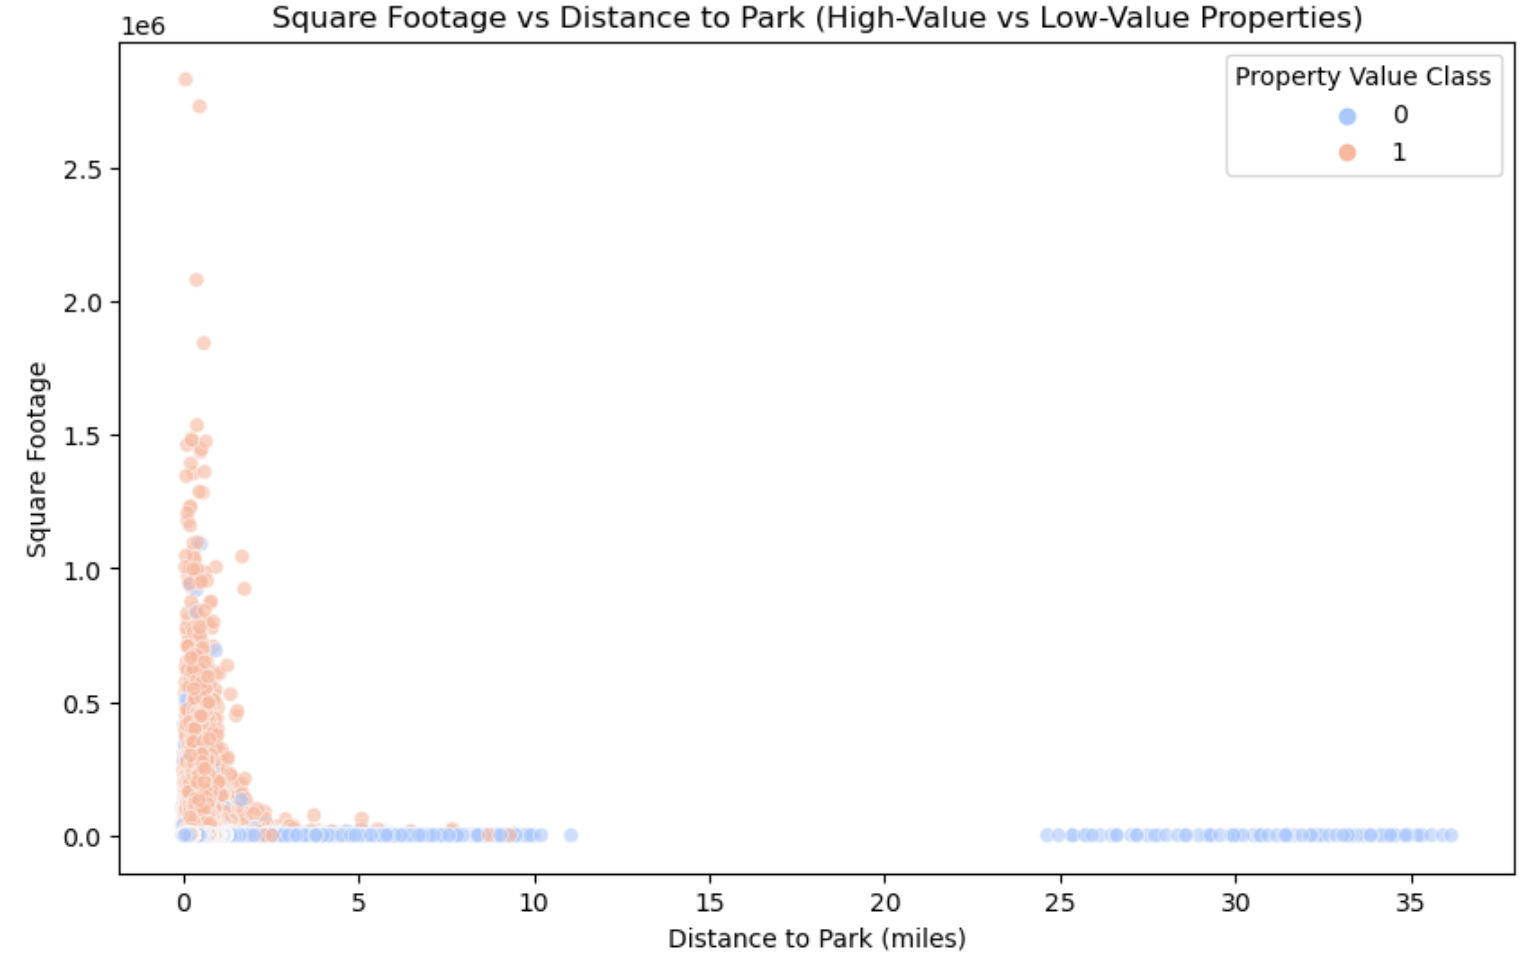 Square Footage vs Distance to Park (High-Value vs Low-Value Properties)
1e6
Property Value Class
0
1
2.5
2.0
1.5
1.0
0.5
0.0
Square Footage
0 5 10 15 20 25 30 35
Distance to Park (miles)